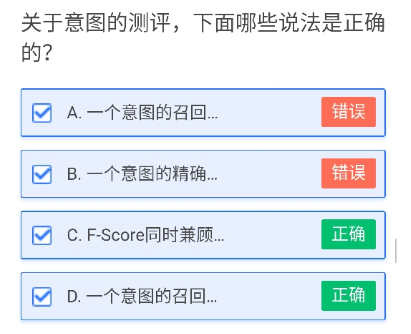 关于意图的测评，下面哪些说法是正确
的？
A. 一个意图的召回... 错误
B. 一个意图的精确... 错误
C. F-Score同时兼顾... 正确
D. 一个意图的召回... 正确